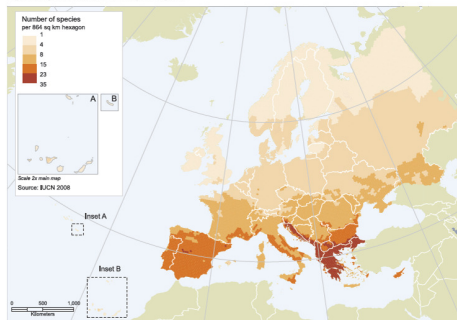 Number of species
per 864 sq km hexagon
1
4
8
15
23
35
A
B
Scale 2x main map
Source: IUCN 2008
Inset A
Inset B
0
500
1,000
Kilometers